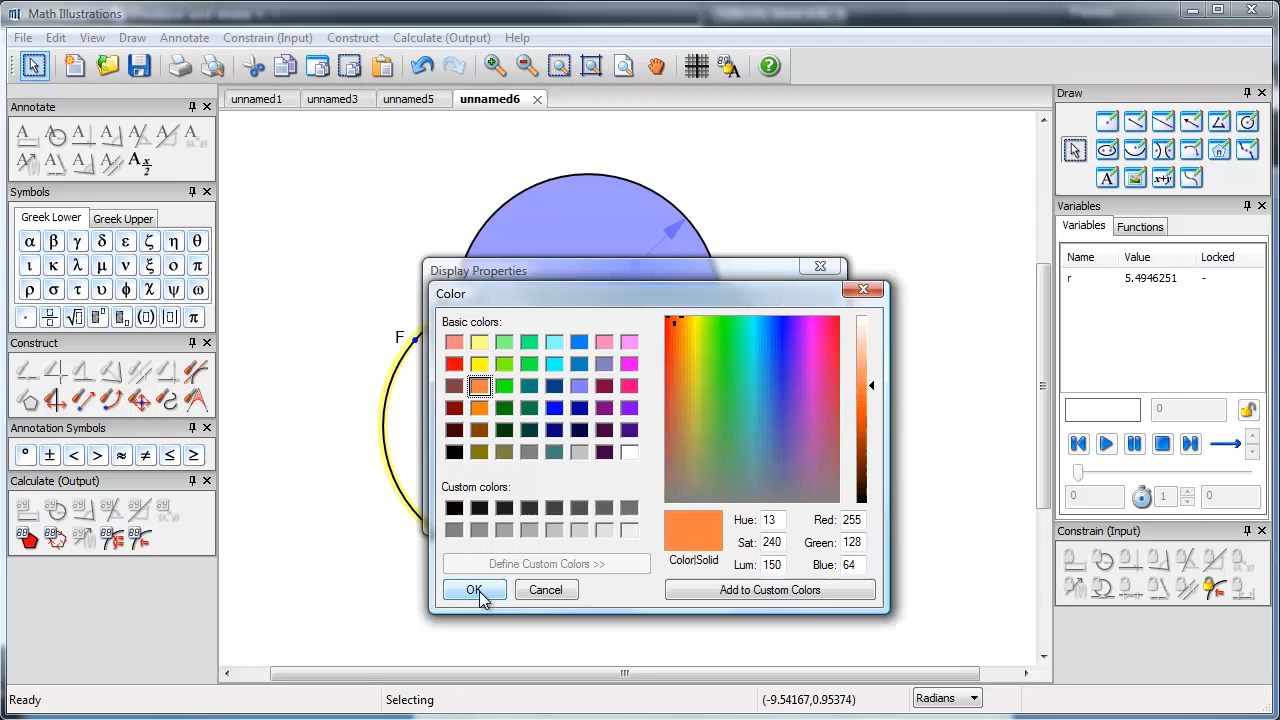 Math Illustrations
File Edit View Draw Annotate Constrain (Input) Construct Calculate (Output) Help
unnamed1 unnamed3 unnamed5 unnamed6
Annotate
Symbols
Greek Lower Greek Upper
α β γ δ ε ζ η θ
ι κ λ μ ν ξ ο π
ρ σ τ υ φ χ ψ ω
Construct
Annotation Symbols
° ± < > ≈ ≠ ≤ ≥
Calculate (Output)
F
Display Properties
Color
Basic colors:
Custom colors:
Define Custom Colors >>
OK Cancel
Color|Solid
Hue: 13 Red: 255
Sat: 240 Green: 128
Lum: 150 Blue: 64
Add to Custom Colors
Draw
Variables
Variables Functions
Name Value Locked
r 5.4946251 -
0
0 1 0
Constrain (Input)
Ready Selecting (-9.54167,0.95374) Radians